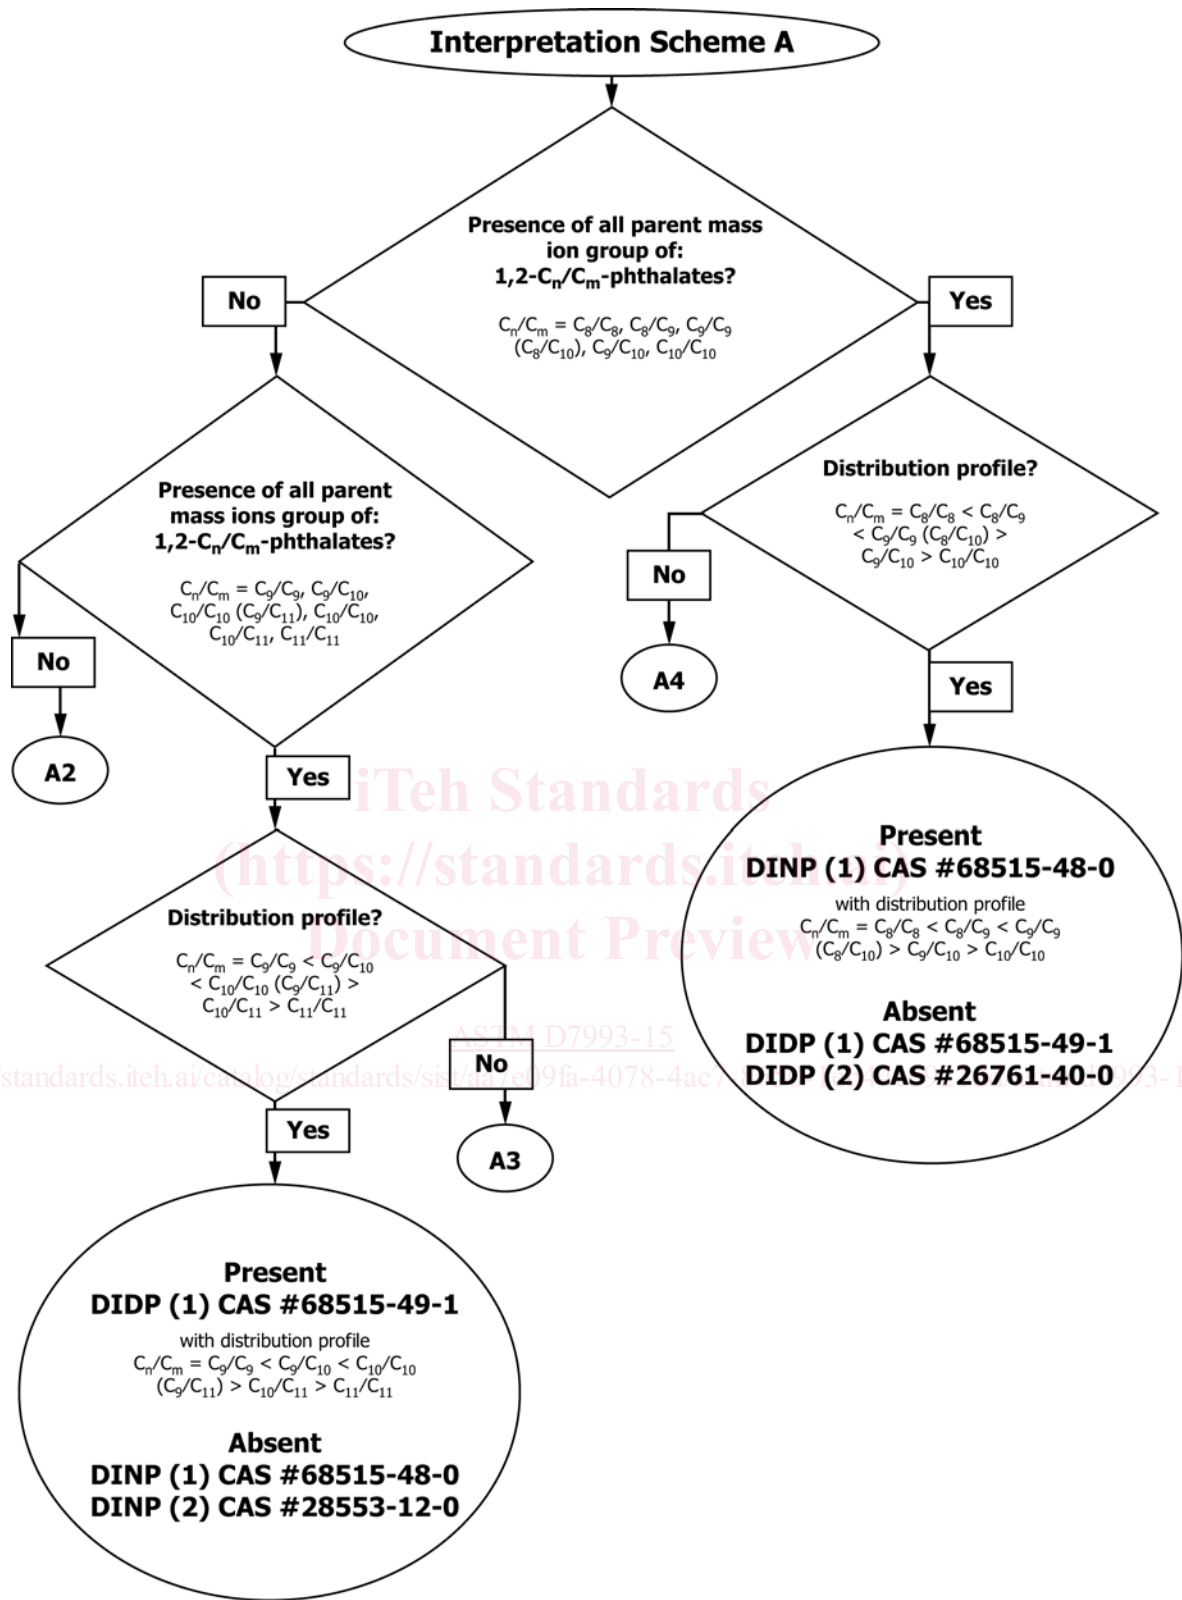 Interpretation Scheme A
Presence of all parent mass
ion group of:
1,2-Cn/Cm-phthalates?
Cn/Cm = C8/C8, C8/C9, C9/C9
(C8/C10), C9/C10, C10/C10
No
Yes
Presence of all parent
mass ions group of:
1,2-Cn/Cm-phthalates?
Cn/Cm = C9/C9, C9/C10,
C10/C10 (C9/C11), C10/C10,
C10/C11, C11/C11
Distribution profile?
Cn/Cm = C8/C8 < C8/C9
< C9/C9 (C8/C10) >
C9/C10 > C10/C10
No
A4
Yes
No
A2
Yes
Present
DINP (1) CAS #68515-48-0
with distribution profile
Cn/Cm = C8/C8 < C8/C9 < C9/C9
(C8/C10) > C9/C10 > C10/C10
Absent
DIDP (1) CAS #68515-49-1
DIDP (2) CAS #26761-40-0
Distribution profile?
Cn/Cm = C9/C9 < C9/C10
< C10/C10 (C9/C11) >
C10/C11 > C11/C11
No
A3
Yes
Present
DIDP (1) CAS #68515-49-1
with distribution profile
Cn/Cm = C9/C9 < C9/C10 < C10/C10
(C9/C11) > C10/C11 > C11/C11
Absent
DINP (1) CAS #68515-48-0
DINP (2) CAS #28553-12-0
iTeh Standards
(https://standards.iteh.ai)
Document Preview
ASTM D7993-15